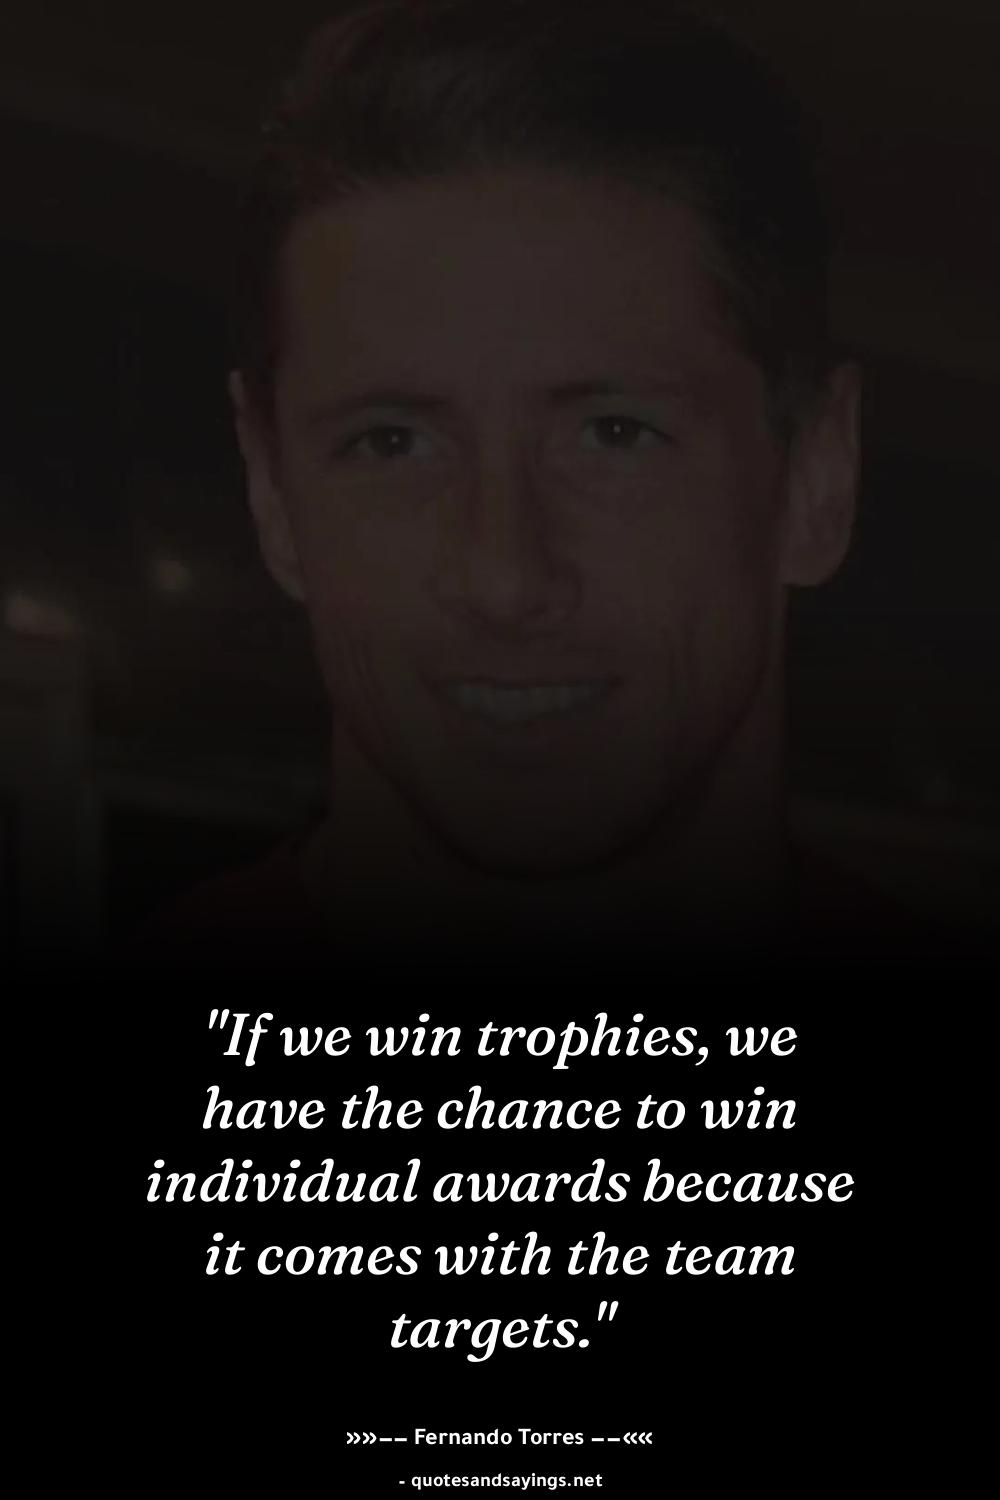 "If we win trophies, we
have the chance to win
individual awards because
it comes with the team
targets."
»»–– Fernando Torres ––««
- quotesandsayings.net